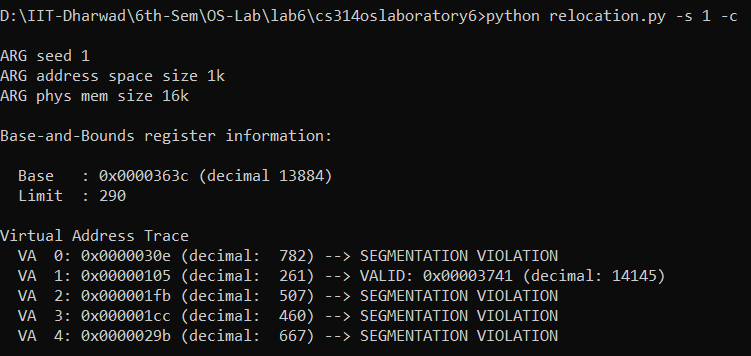 D:\IIT-Dharwad\6th-Sem\OS-Lab\lab6\cs314oslaboratory6>python relocation.py -s 1 -c
ARG seed 1
ARG address space size 1k
ARG phys mem size 16k
Base-and-Bounds register information:
Base   : 0x0000363c (decimal 13884)
Limit  : 290
Virtual Address Trace
VA  0: 0x0000030e (decimal:  782) --> SEGMENTATION VIOLATION
VA  1: 0x00000105 (decimal:  261) --> VALID: 0x00003741 (decimal: 14145)
VA  2: 0x000001fb (decimal:  507) --> SEGMENTATION VIOLATION
VA  3: 0x000001cc (decimal:  460) --> SEGMENTATION VIOLATION
VA  4: 0x0000029b (decimal:  667) --> SEGMENTATION VIOLATION